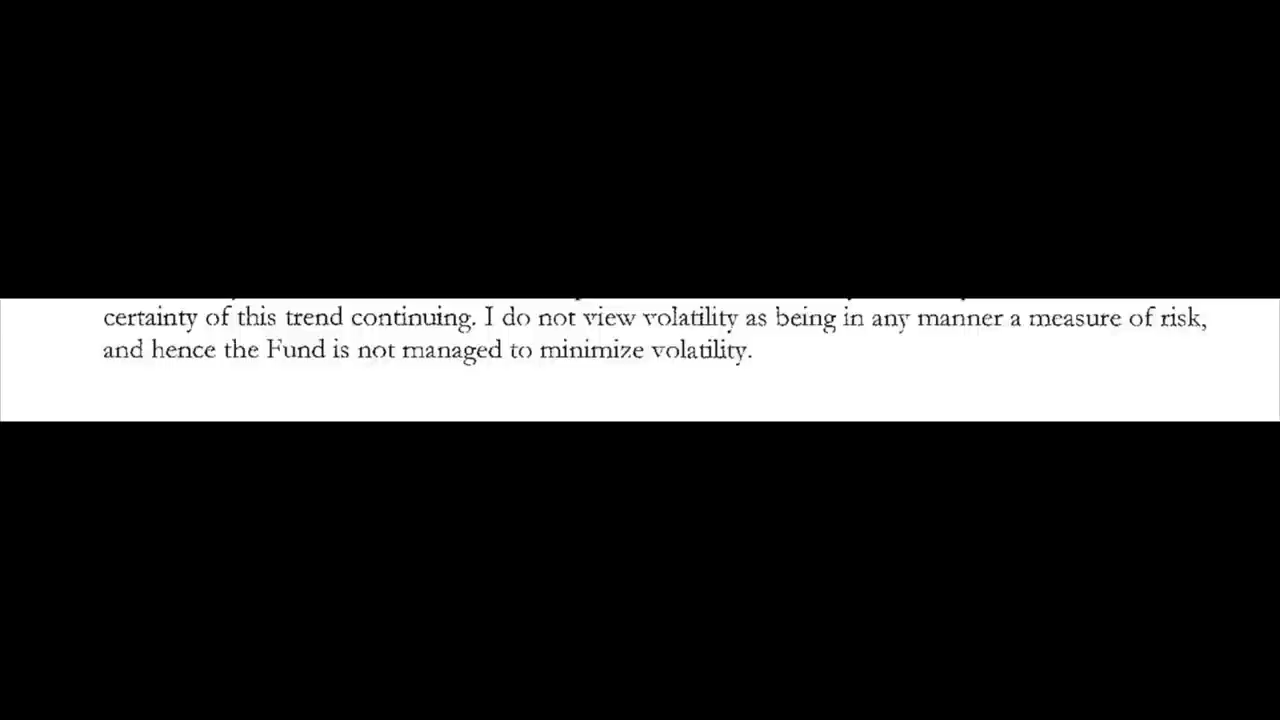 certainty of this trend continuing. I do not view volatility as being in any manner a measure of risk,
and hence the Fund is not managed to minimize volatility.